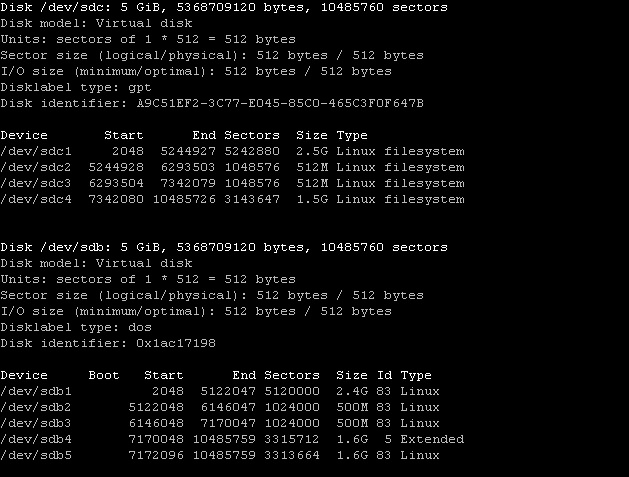 Disk /dev/sdc: 5 GiB, 5368709120 bytes, 10485760 sectors
Disk model: Virtual disk
Units: sectors of 1 * 512 = 512 bytes
Sector size (logical/physical): 512 bytes / 512 bytes
I/O size (minimum/optimal): 512 bytes / 512 bytes
Disklabel type: gpt
Disk identifier: A9C51EF2-3C77-E045-85C0-465C3F0F647B
Device Start End Sectors Size Type
/dev/sdc1 2048 5244927 5242880 2.5G Linux filesystem
/dev/sdc2 5244928 6293503 1048576 512M Linux filesystem
/dev/sdc3 6293504 7342079 1048576 512M Linux filesystem
/dev/sdc4 7342080 10485726 3143647 1.5G Linux filesystem
Disk /dev/sdb: 5 GiB, 5368709120 bytes, 10485760 sectors
Disk model: Virtual disk
Units: sectors of 1 * 512 = 512 bytes
Sector size (logical/physical): 512 bytes / 512 bytes
I/O size (minimum/optimal): 512 bytes / 512 bytes
Disklabel type: dos
Disk identifier: 0x1ac17198
Device Boot Start End Sectors Size Id Type
/dev/sdb1 2048 5122047 5120000 2.4G 83 Linux
/dev/sdb2 5122048 6146047 1024000 500M 83 Linux
/dev/sdb3 6146048 7170047 1024000 500M 83 Linux
/dev/sdb4 7170048 10485759 3315712 1.6G 5 Extended
/dev/sdb5 7172096 10485759 3313664 1.6G 83 Linux